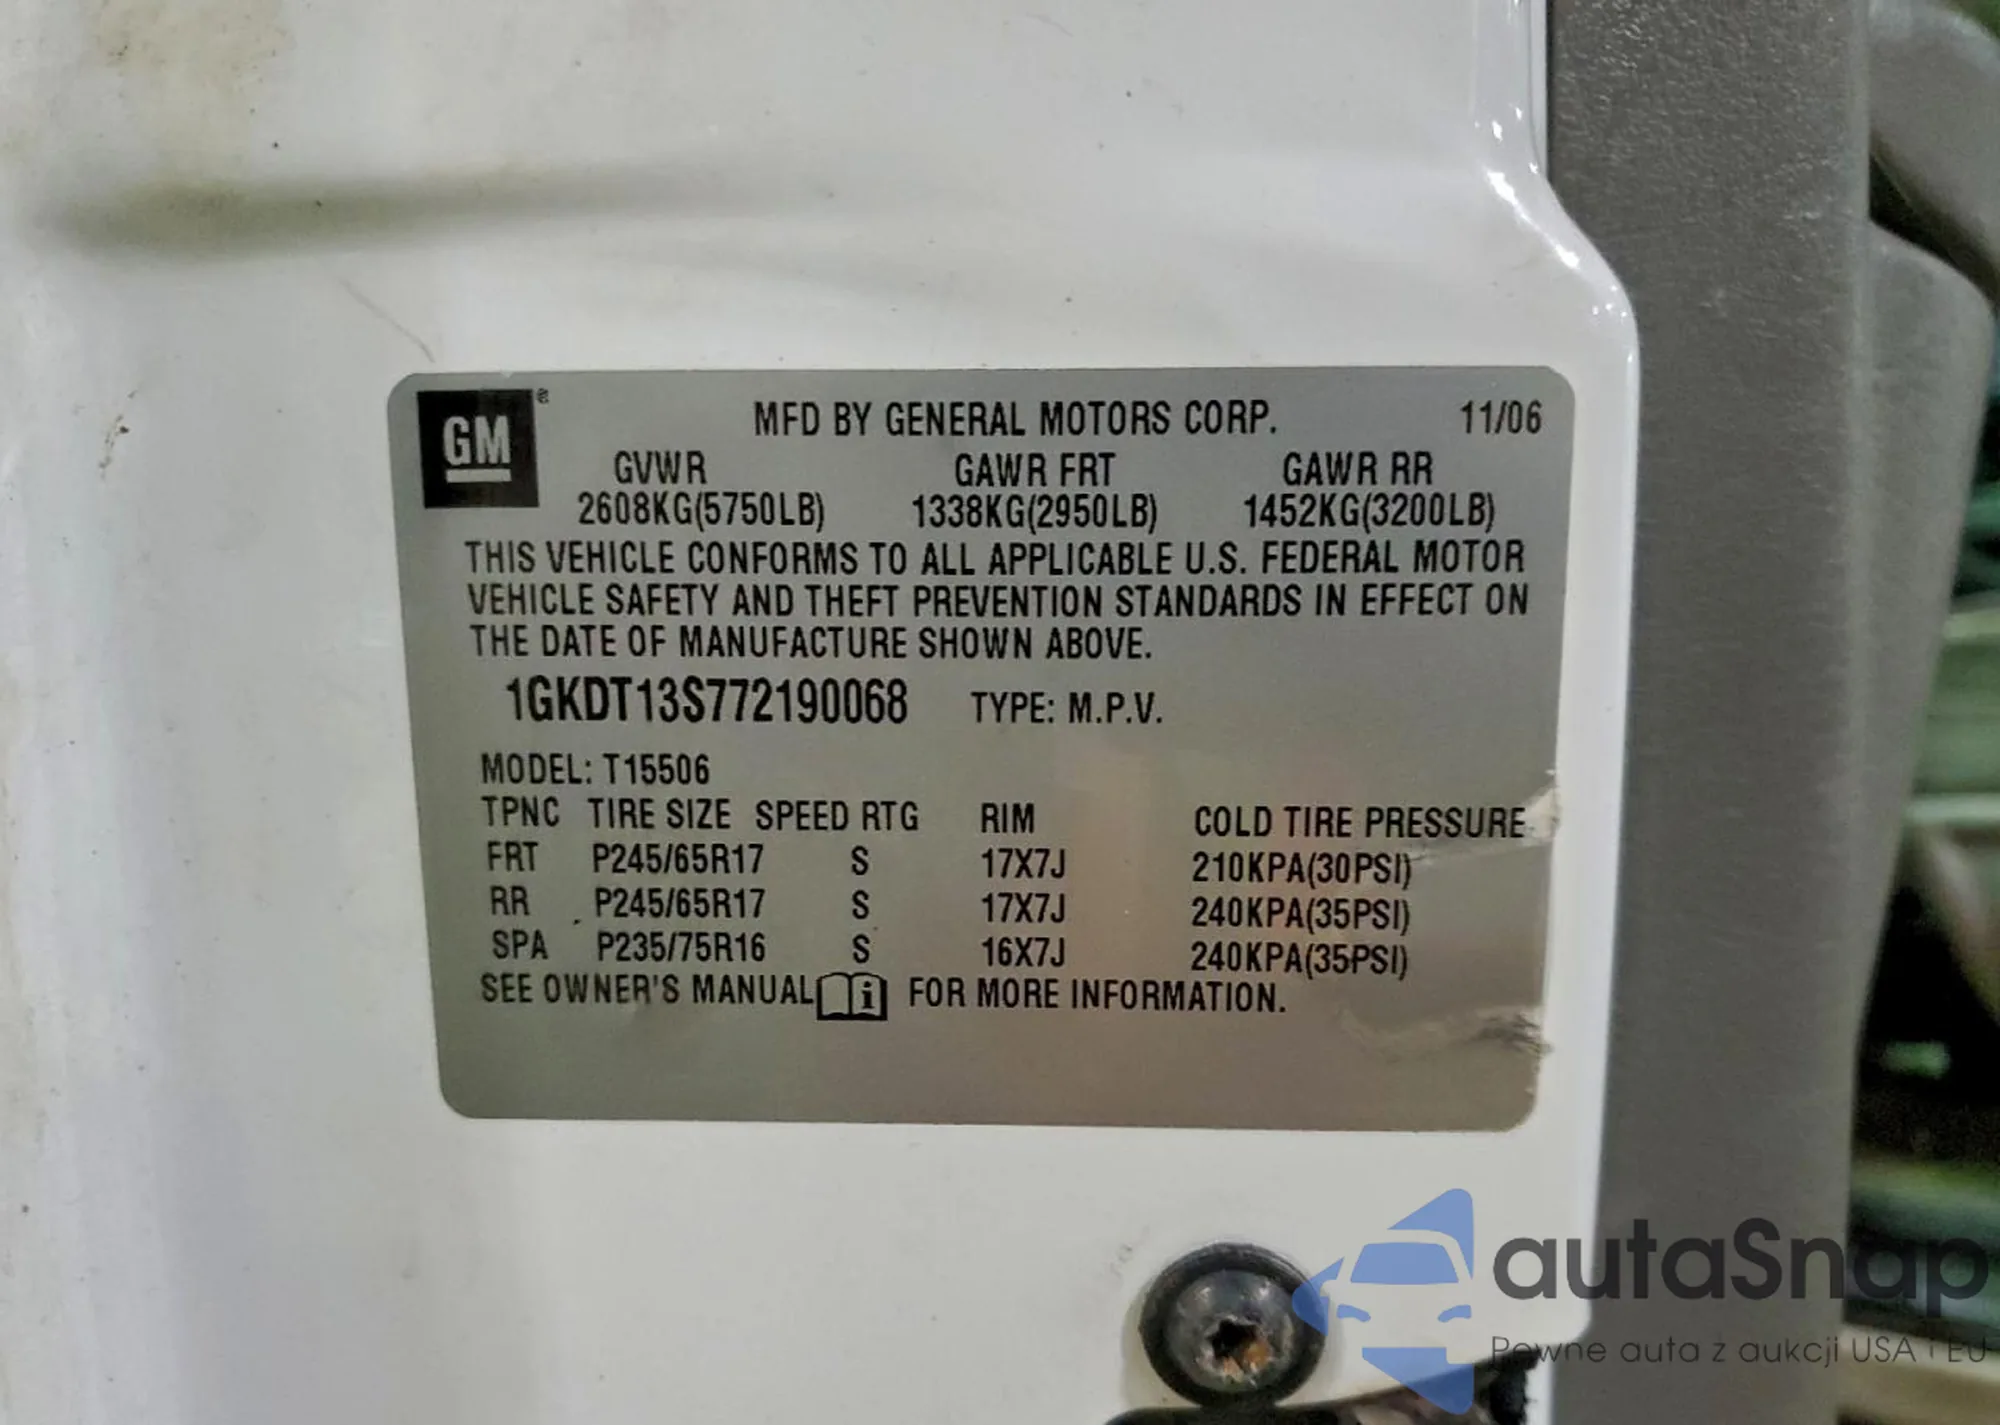 GM ®
MFD BY GENERAL MOTORS CORP. 11/06
GVWR GAWR FRT GAWR RR
2608KG(5750LB) 1338KG(2950LB) 1452KG(3200LB)
THIS VEHICLE CONFORMS TO ALL APPLICABLE U.S. FEDERAL MOTOR
VEHICLE SAFETY AND THEFT PREVENTION STANDARDS IN EFFECT ON
THE DATE OF MANUFACTURE SHOWN ABOVE.
1GKDT13S772190068 TYPE: M.P.V.
MODEL: T15506
TPNC TIRE SIZE SPEED RTG RIM COLD TIRE PRESSURE
FRT P245/65R17 S 17X7J 210KPA(30PSI)
RR P245/65R17 S 17X7J 240KPA(35PSI)
SPA P235/75R16 S 16X7J 240KPA(35PSI)
SEE OWNER'S MANUAL i FOR MORE INFORMATION.
autaSnap
Pewne auta z aukcji USA i EU